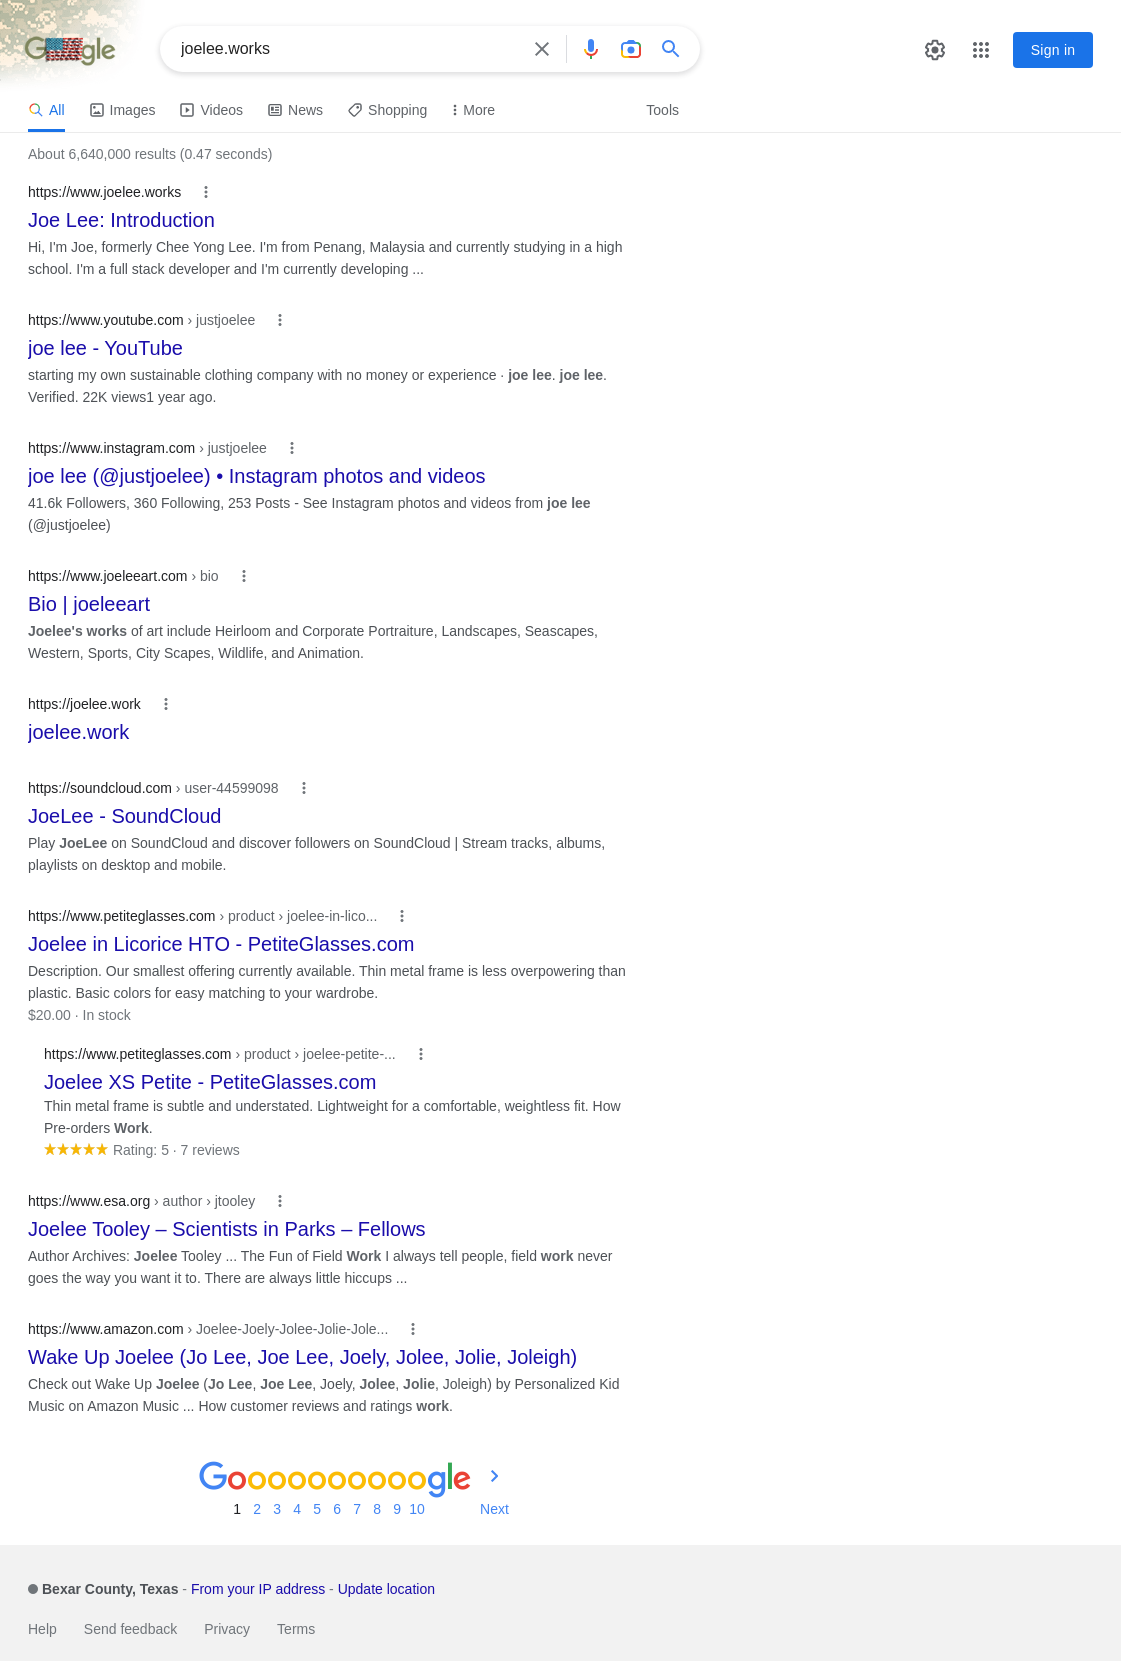 Google
joelee.works
Sign in
All Images Videos News Shopping More Tools
About 6,640,000 results (0.47 seconds)
https://www.joelee.works
Joe Lee: Introduction
Hi, I'm Joe, formerly Chee Yong Lee. I'm from Penang, Malaysia and currently studying in a high
school. I'm a full stack developer and I'm currently developing ...
https://www.youtube.com › justjoelee
joe lee - YouTube
starting my own sustainable clothing company with no money or experience · joe lee. joe lee.
Verified. 22K views1 year ago.
https://www.instagram.com › justjoelee
joe lee (@justjoelee) • Instagram photos and videos
41.6k Followers, 360 Following, 253 Posts - See Instagram photos and videos from joe lee
(@justjoelee)
https://www.joeleeart.com › bio
Bio | joeleeart
Joelee's works of art include Heirloom and Corporate Portraiture, Landscapes, Seascapes,
Western, Sports, City Scapes, Wildlife, and Animation.
https://joelee.work
joelee.work
https://soundcloud.com › user-44599098
JoeLee - SoundCloud
Play JoeLee on SoundCloud and discover followers on SoundCloud | Stream tracks, albums,
playlists on desktop and mobile.
https://www.petiteglasses.com › product › joelee-in-lico...
Joelee in Licorice HTO - PetiteGlasses.com
Description. Our smallest offering currently available. Thin metal frame is less overpowering than
plastic. Basic colors for easy matching to your wardrobe.
$20.00 · In stock
https://www.petiteglasses.com › product › joelee-petite-...
Joelee XS Petite - PetiteGlasses.com
Thin metal frame is subtle and understated. Lightweight for a comfortable, weightless fit. How
Pre-orders Work.
Rating: 5 · 7 reviews
https://www.esa.org › author › jtooley
Joelee Tooley – Scientists in Parks – Fellows
Author Archives: Joelee Tooley ... The Fun of Field Work I always tell people, field work never
goes the way you want it to. There are always little hiccups ...
https://www.amazon.com › Joelee-Joely-Jolee-Jolie-Jole...
Wake Up Joelee (Jo Lee, Joe Lee, Joely, Jolee, Jolie, Joleigh)
Check out Wake Up Joelee (Jo Lee, Joe Lee, Joely, Jolee, Jolie, Joleigh) by Personalized Kid
Music on Amazon Music ... How customer reviews and ratings work.
Goooooooooogle
1 2 3 4 5 6 7 8 9 10 Next
Bexar County, Texas - From your IP address - Update location
Help Send feedback Privacy Terms